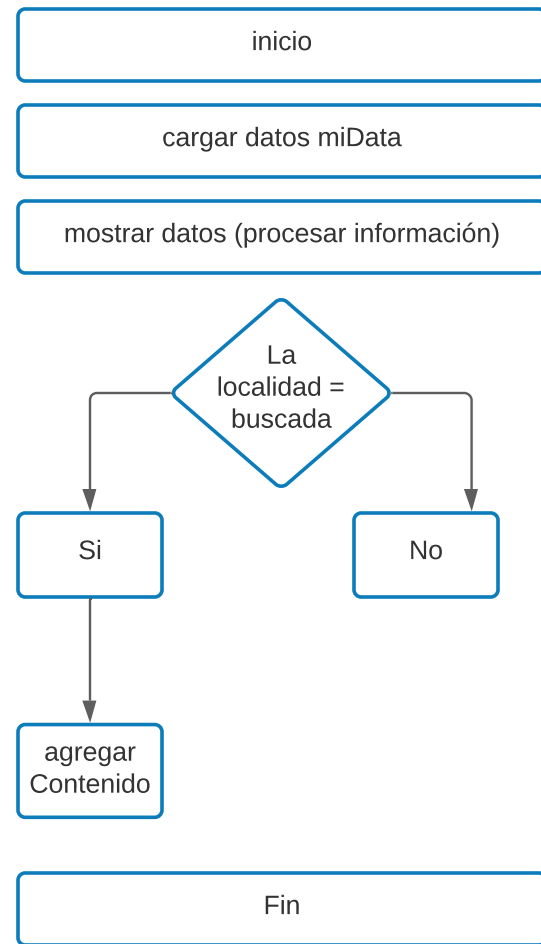 inicio
cargar datos miData
mostrar datos (procesar información)
La
localidad =
buscada
Si
No
agregar
Contenido
Fin